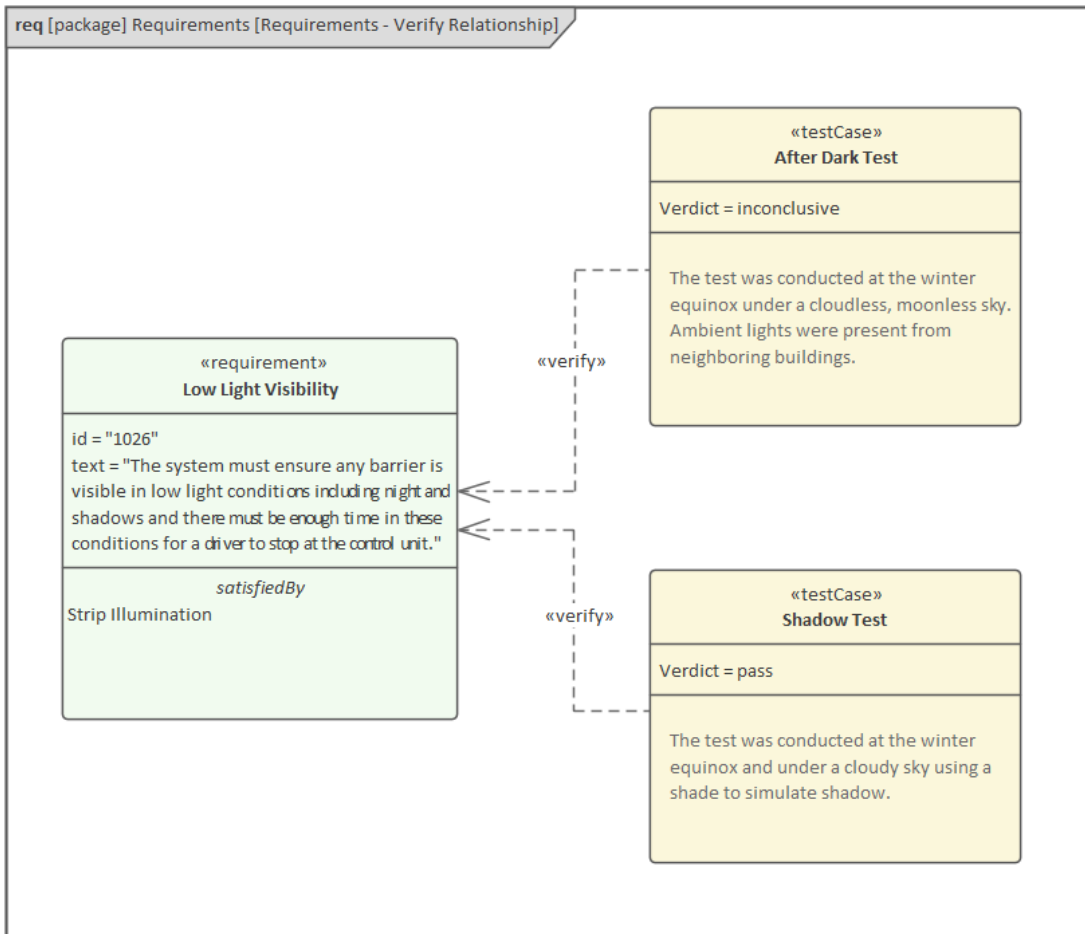 req [package] Requirements [Requirements - Verify Relationship]
«testCase»
After Dark Test
Verdict = inconclusive
The test was conducted at the winter
equinox under a cloudless, moonless sky.
Ambient lights were present from
neighboring buildings.
«verify»
«requirement»
Low Light Visibility
id = "1026"
text = "The system must ensure any barrier is
visible in low light conditions including night and
shadows and there must be enough time in these
conditions for a driver to stop at the control unit."
satisfiedBy
Strip Illumination
«verify»
«testCase»
Shadow Test
Verdict = pass
The test was conducted at the winter
equinox and under a cloudy sky using a
shade to simulate shadow.